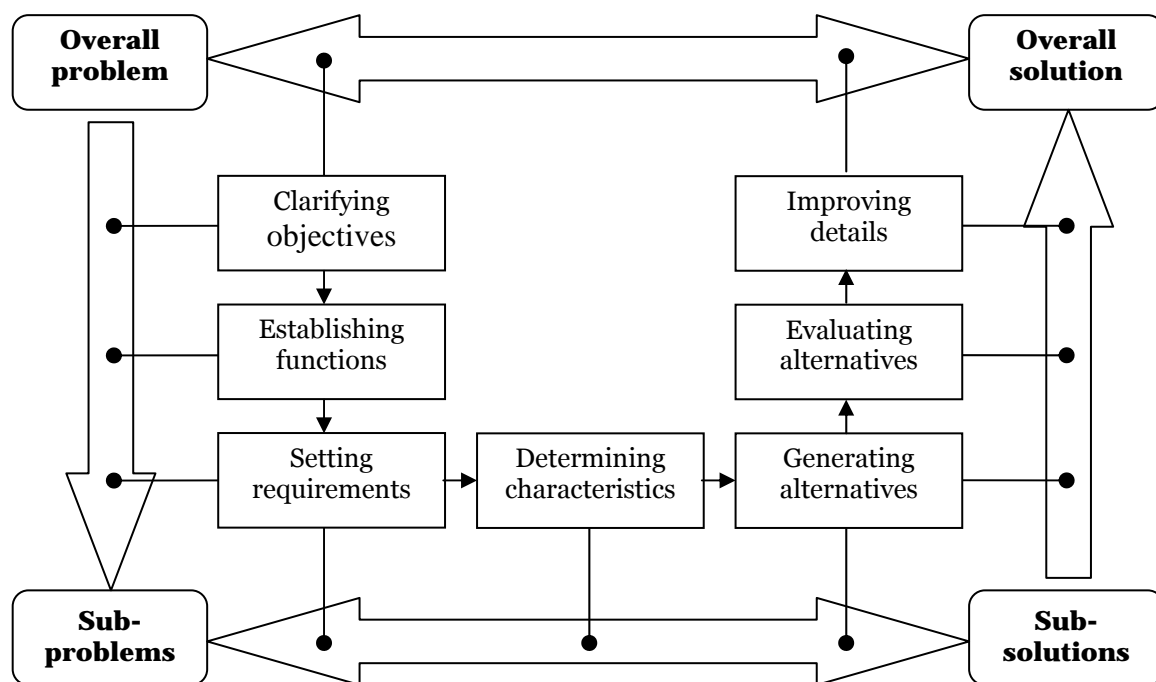 Overall
problem
Overall
solution
Clarifying
objectives
Improving
details
Establishing
functions
Evaluating
alternatives
Setting
requirements
Determining
characteristics
Generating
alternatives
Sub-
problems
Sub-
solutions